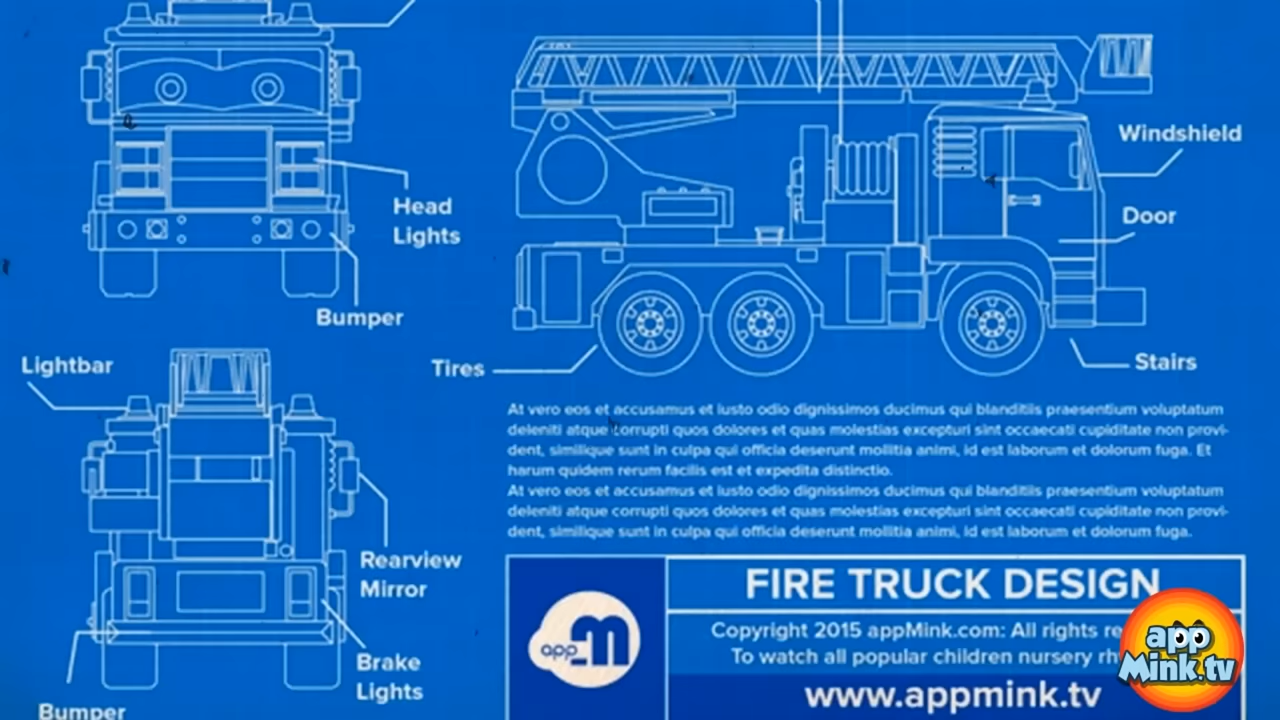 Windshield
Door
Head
Lights
Bumper
Tires
Stairs
Lightbar
Rearview
Mirror
Brake
Lights
Bumper
At vero eos et accusamus et iusto odio dignissimos ducimus qui blanditiis praesentium voluptatum
deleniti atque corrupti quos dolores et quas molestias excepturi sint occaecati cupiditate non provi-
dent, similique sunt in culpa qui officia deserunt mollitia animi, id est laborum et dolorum fuga. Et
harum quidem rerum facilis est et expedita distinctio.
At vero eos et accusamus et iusto odio dignissimos ducimus qui blanditiis praesentium voluptatum
deleniti atque corrupti quos dolores et quas molestias excepturi sint occaecati cupiditate non provi-
dent, similique sunt in culpa qui officia deserunt mollitia animi, id est laborum et dolorum fuga.
app m
FIRE TRUCK DESIGN
Copyright 2015 appMink.com: All rights
To watch all popular children nursery
www.appmink.tv
app
Mink.tv